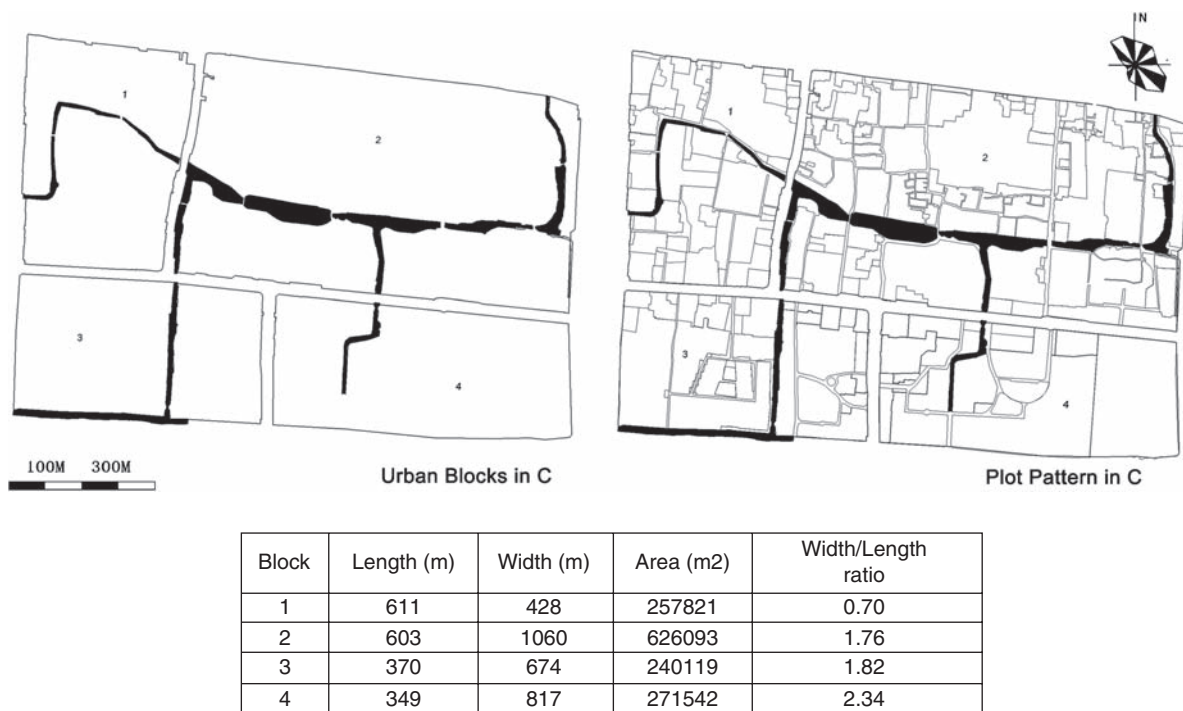 IN
1
2
3
4
1
2
3
4
100M 300M
Urban Blocks in C
Plot Pattern in C
Block Length (m) Width (m) Area (m2) Width/Length
ratio
1 611 428 257821 0.70
2 603 1060 626093 1.76
3 370 674 240119 1.82
4 349 817 271542 2.34